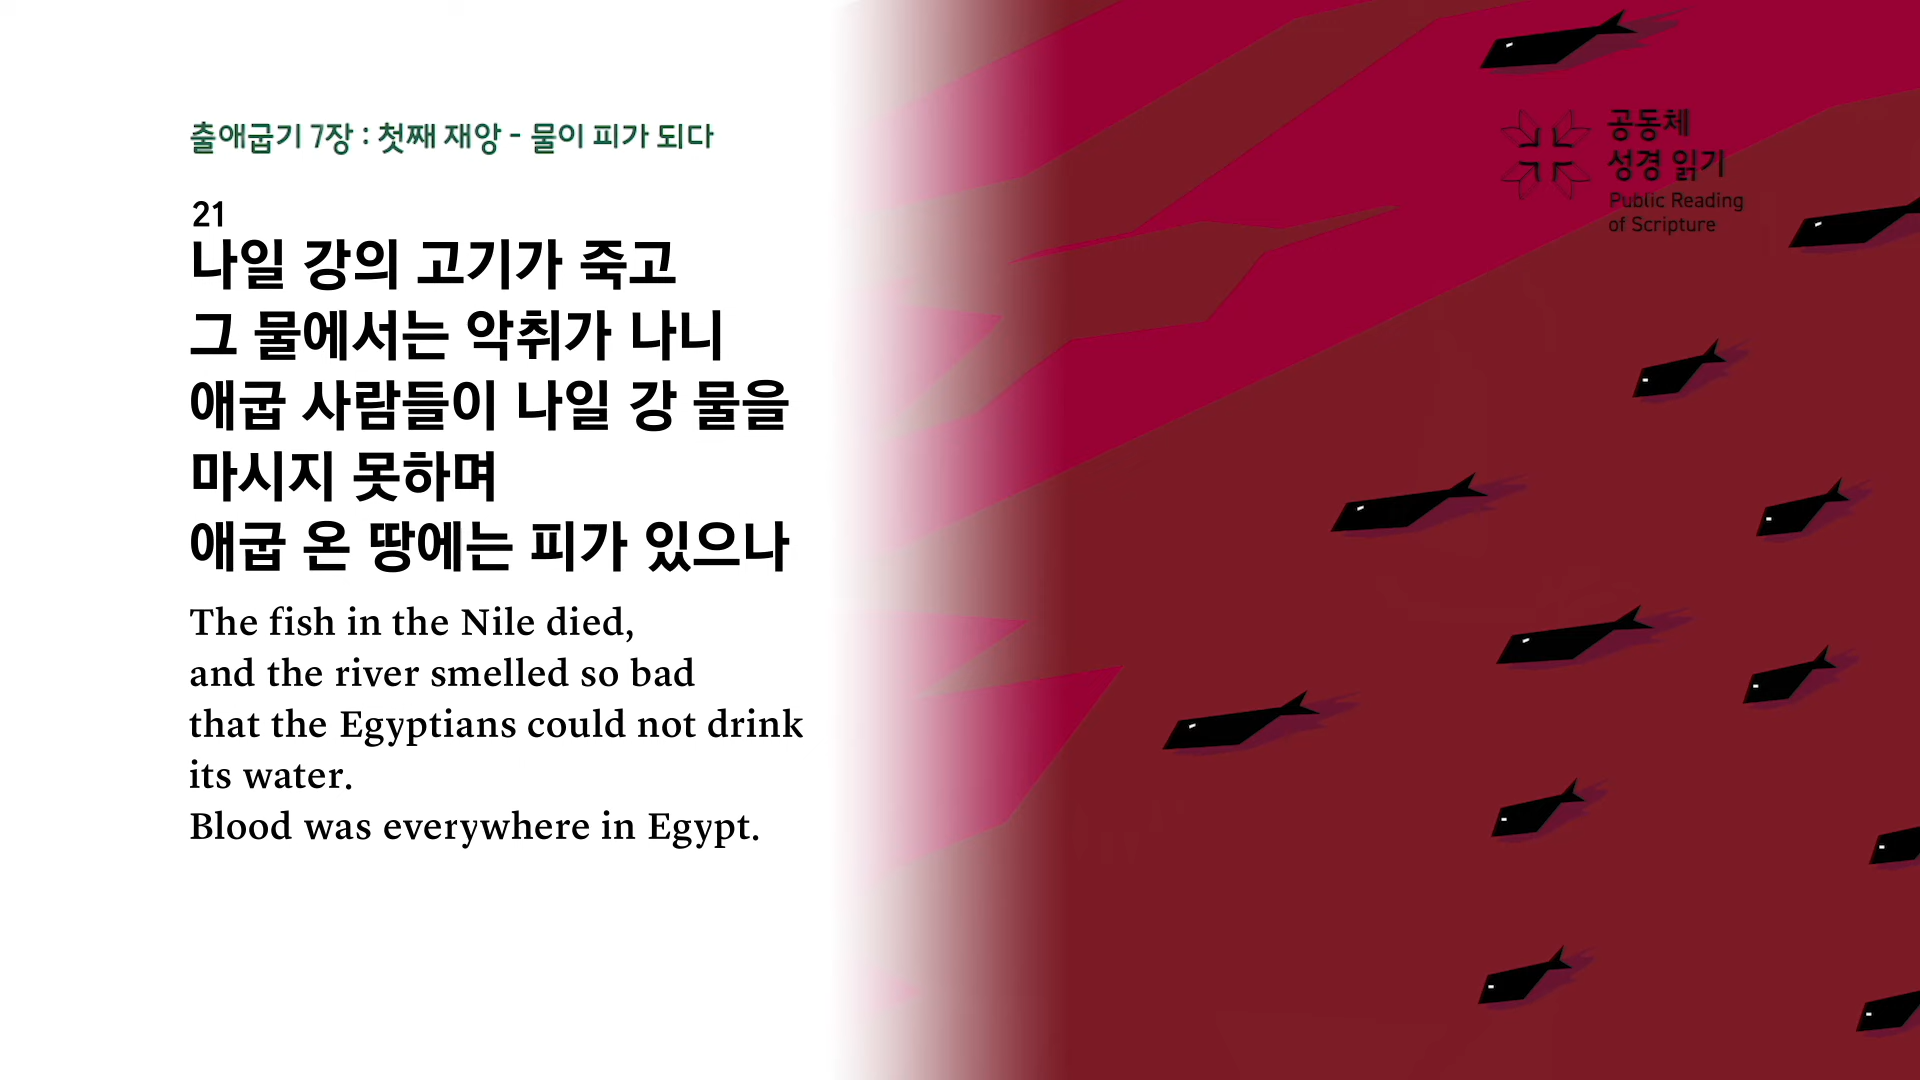 출애굽기 7장 : 첫째 재앙 - 물이 피가 되다
21
나일 강의 고기가 죽고
그 물에서는 악취가 나니
애굽 사람들이 나일 강 물을
마시지 못하며
애굽 온 땅에는 피가 있으나
The fish in the Nile died,
and the river smelled so bad
that the Egyptians could not drink
its water.
Blood was everywhere in Egypt.
공동체
성경 읽기
Public Reading
of Scripture